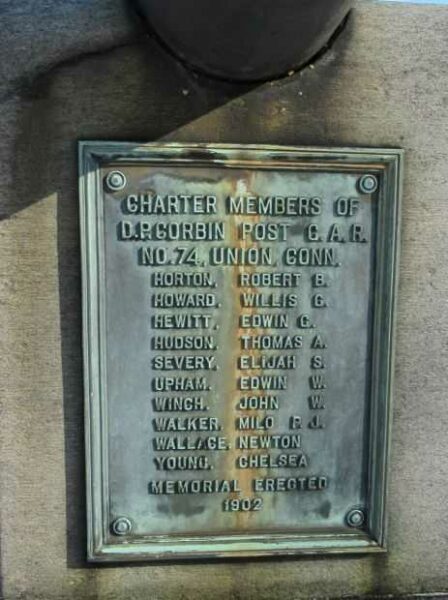 CHARTER MEMBERS OF
D.P.CORBIN POST G.A.R.
NO.74, UNION, CONN.
HORTON, ROBERT B.
HOWARD, WILLIS G.
HEWITT, EDWIN G.
HUDSON, THOMAS A.
SEVERY, ELIJAH S.
UPHAM, EDWIN W.
WINCH, JOHN W.
WALKER, MILO P.J.
WALLACE, NEWTON
YOUNG, CHELSEA
MEMORIAL ERECTED
1902